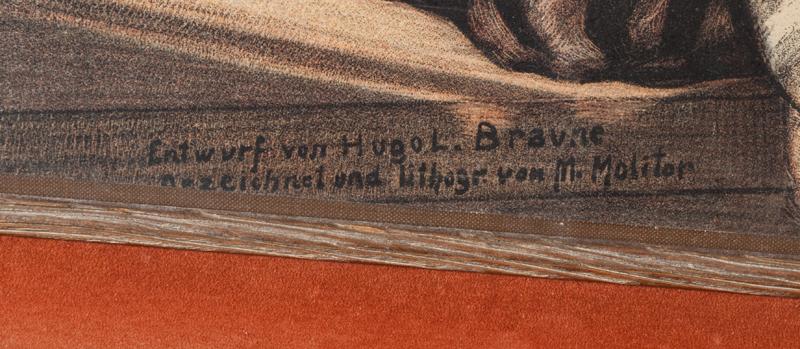 Entwurf von Hugo L. Braune
gezeichnet und lithogr. von M. Molitor